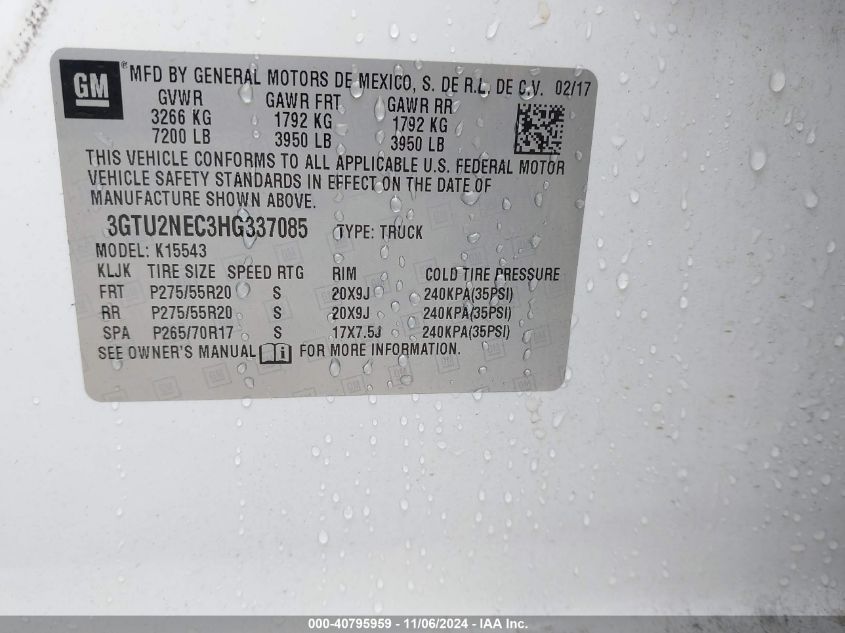 GM
®MFD BY GENERAL MOTORS DE MEXICO, S. DE R.L. DE C.V. 02/17
GVWR GAWR FRT GAWR RR
3266 KG 1792 KG 1792 KG
7200 LB 3950 LB 3950 LB
THIS VEHICLE CONFORMS TO ALL APPLICABLE U.S. FEDERAL MOTOR
VEHICLE SAFETY STANDARDS IN EFFECT ON THE DATE OF
MANUFACTURE SHOWN ABOVE.
3GTU2NEC3HG337085 TYPE: TRUCK
MODEL: K15543
KLJK TIRE SIZE SPEED RTG RIM COLD TIRE PRESSURE
FRT P275/55R20 S 20X9J 240KPA(35PSI)
RR P275/55R20 S 20X9J 240KPA(35PSI)
SPA P265/70R17 S 17X7.5J 240KPA(35PSI)
SEE OWNER'S MANUAL FOR MORE INFORMATION.
000-40795959 - 11/06/2024 - IAA Inc.